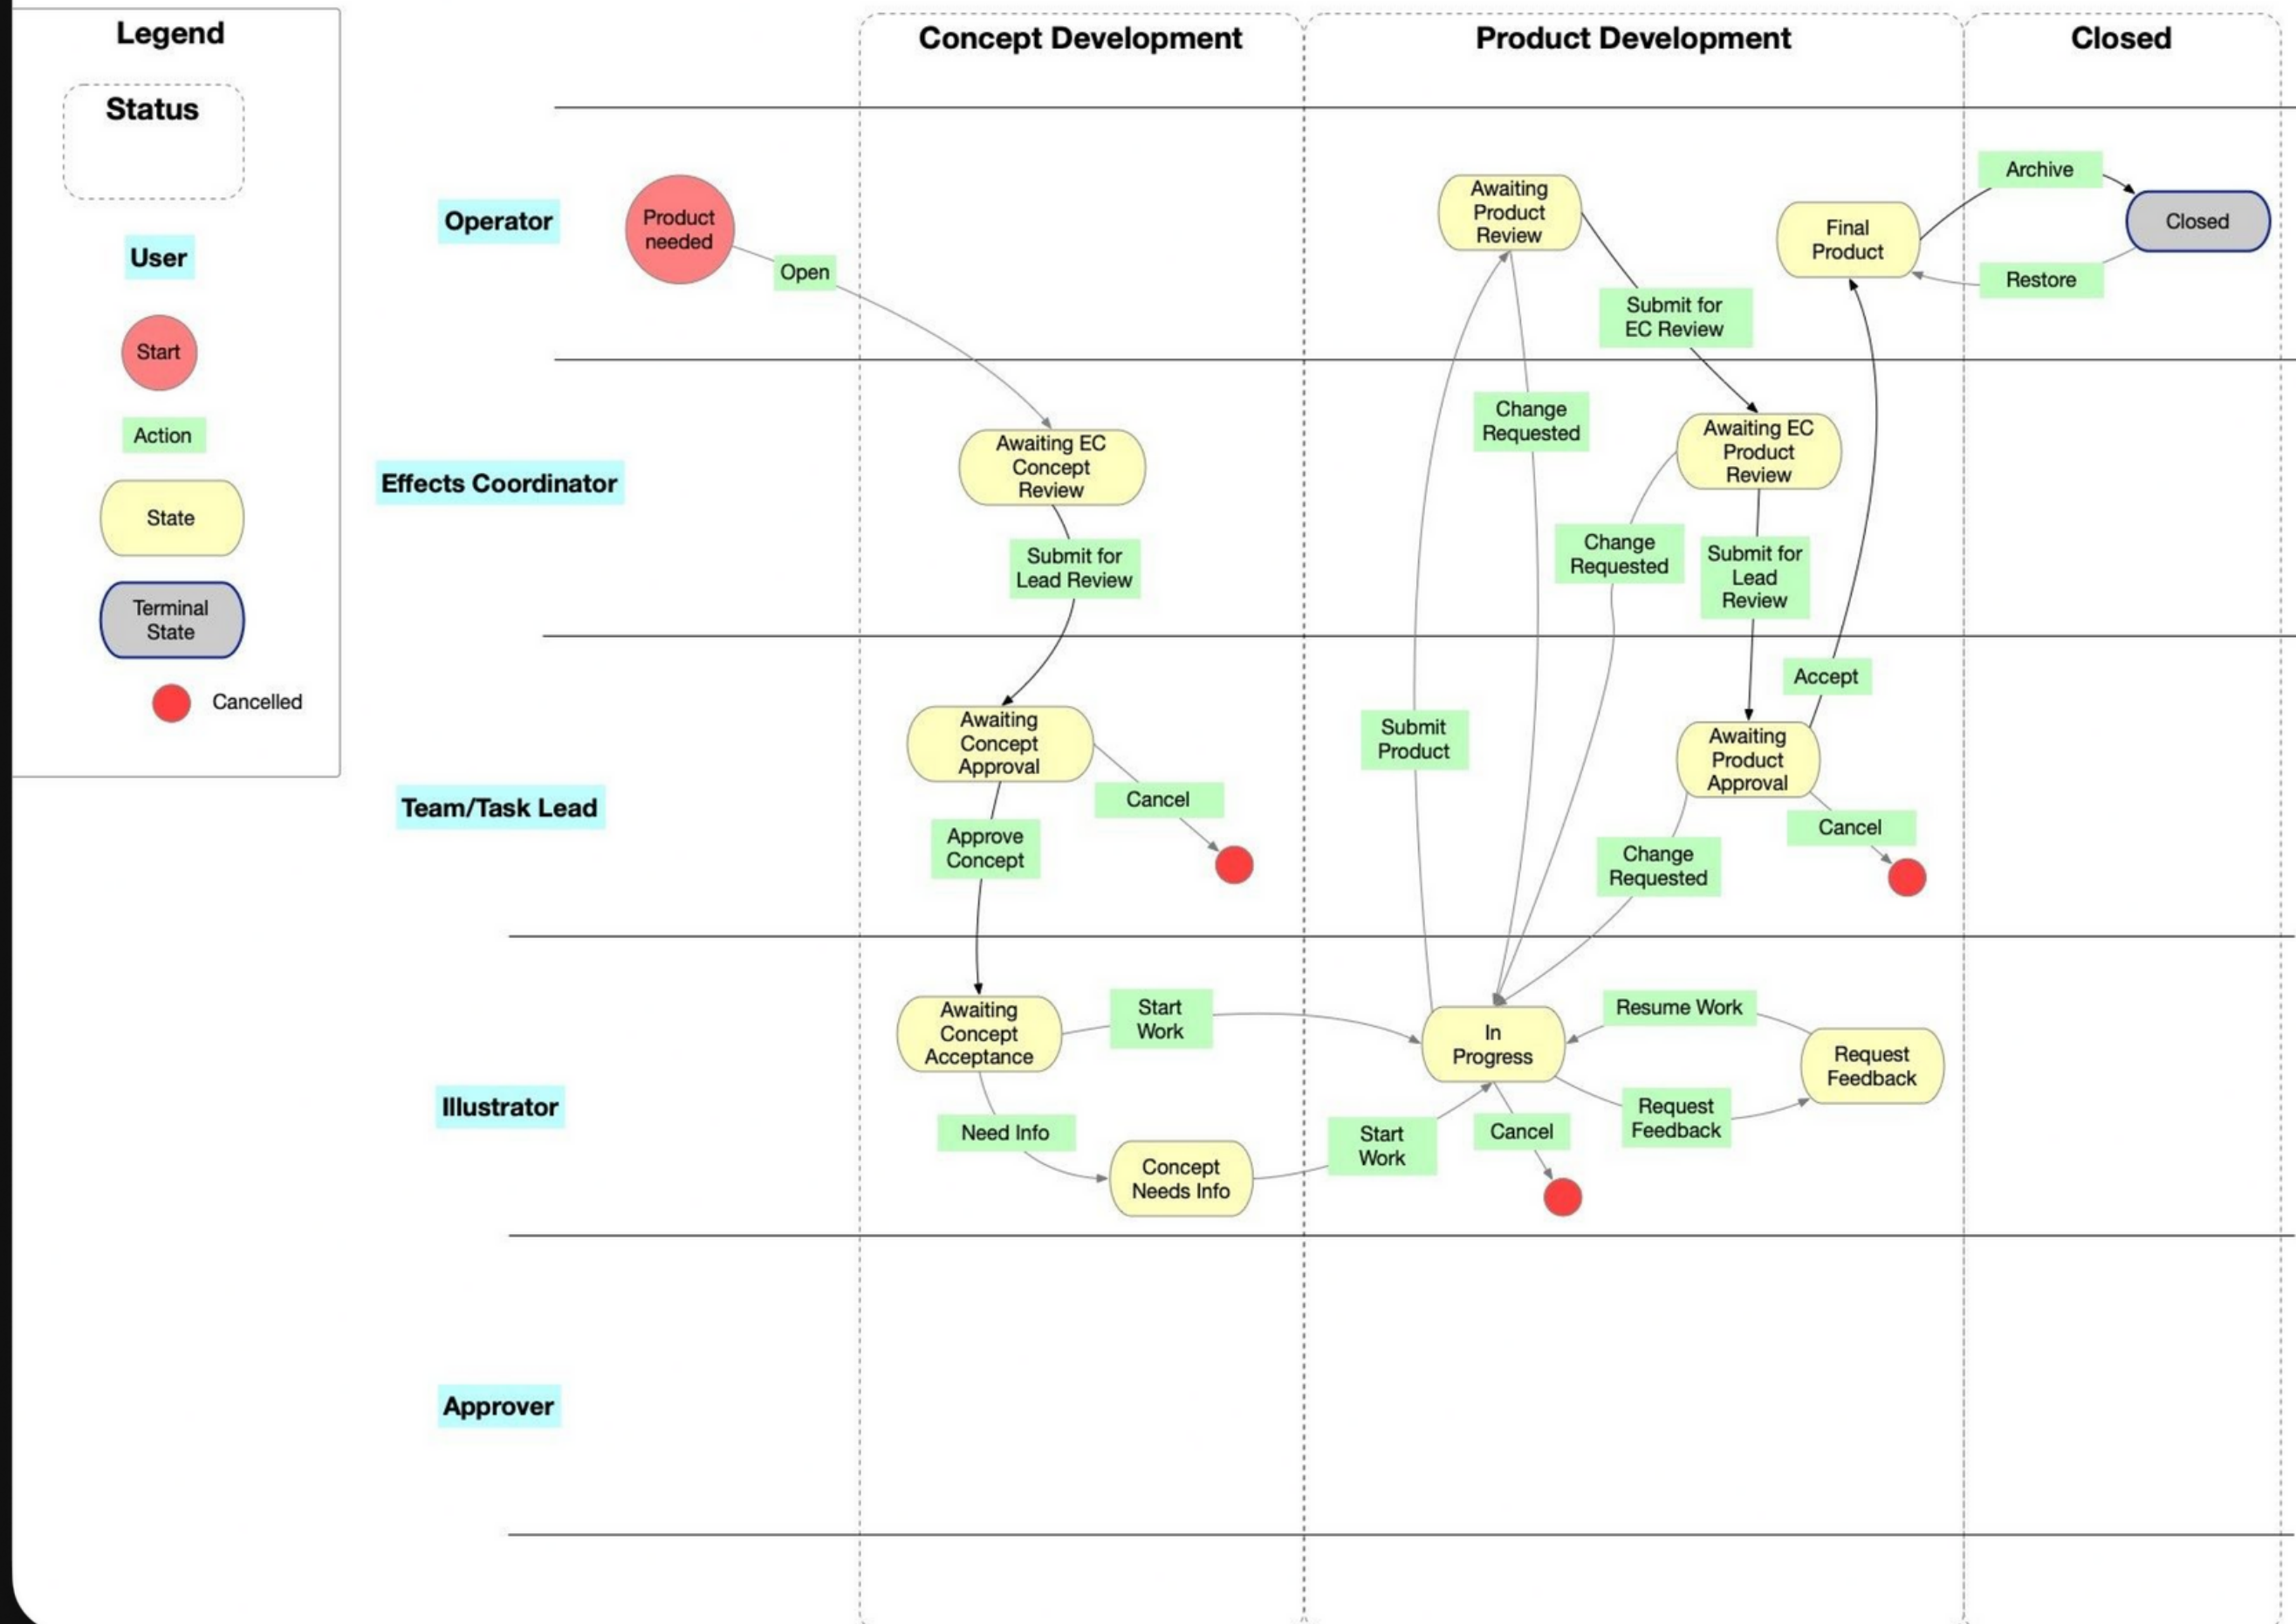 Legend
Status
User
Start
Action
State
Terminal
State
Cancelled
Concept Development
Product Development
Closed
Operator
Product
needed
Open
Awaiting
Product
Review
Submit for
EC Review
Final
Product
Archive
Closed
Restore
Effects Coordinator
Awaiting EC
Concept
Review
Submit for
Lead Review
Change
Requested
Awaiting EC
Product
Review
Change
Requested
Submit for
Lead
Review
Team/Task Lead
Awaiting
Concept
Approval
Cancel
Approve
Concept
Submit
Product
Accept
Awaiting
Product
Approval
Cancel
Change
Requested
Illustrator
Awaiting
Concept
Acceptance
Start
Work
Need Info
Concept
Needs Info
Start
Work
In
Progress
Cancel
Resume Work
Request
Feedback
Request
Feedback
Approver